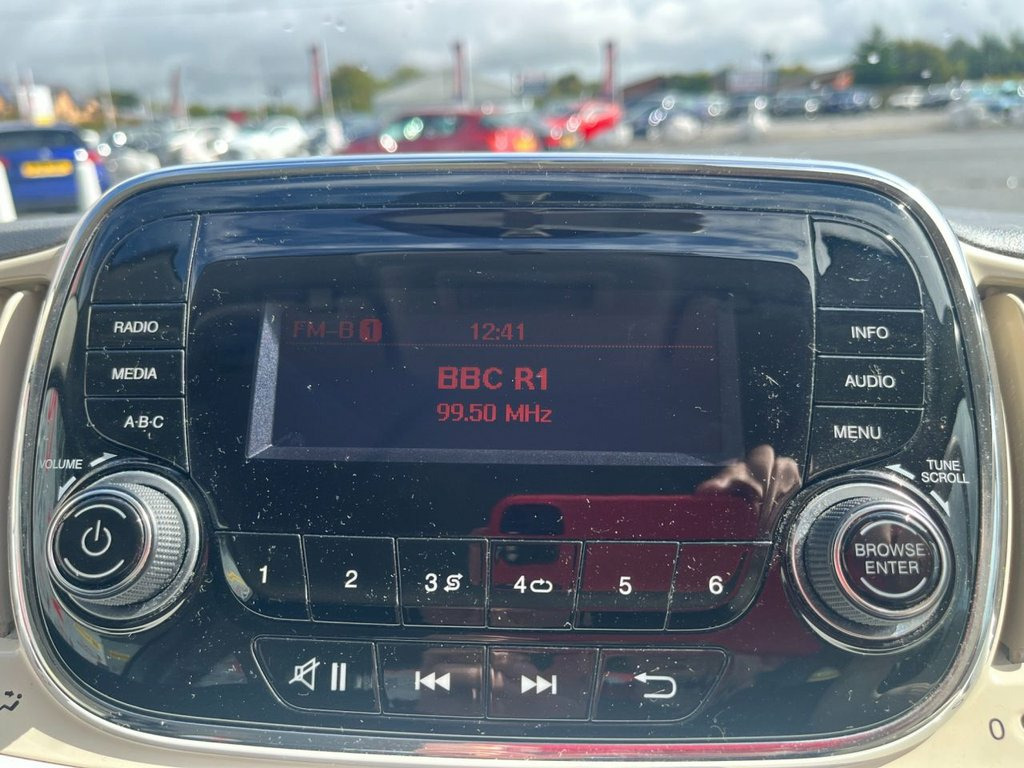 FM-B 1 12:41
BBC R1
99.50 MHz
RADIO
MEDIA
A·B·C
VOLUME
INFO
AUDIO
MENU
TUNE
SCROLL
BROWSE
ENTER
1 2 3 4 5 6
0